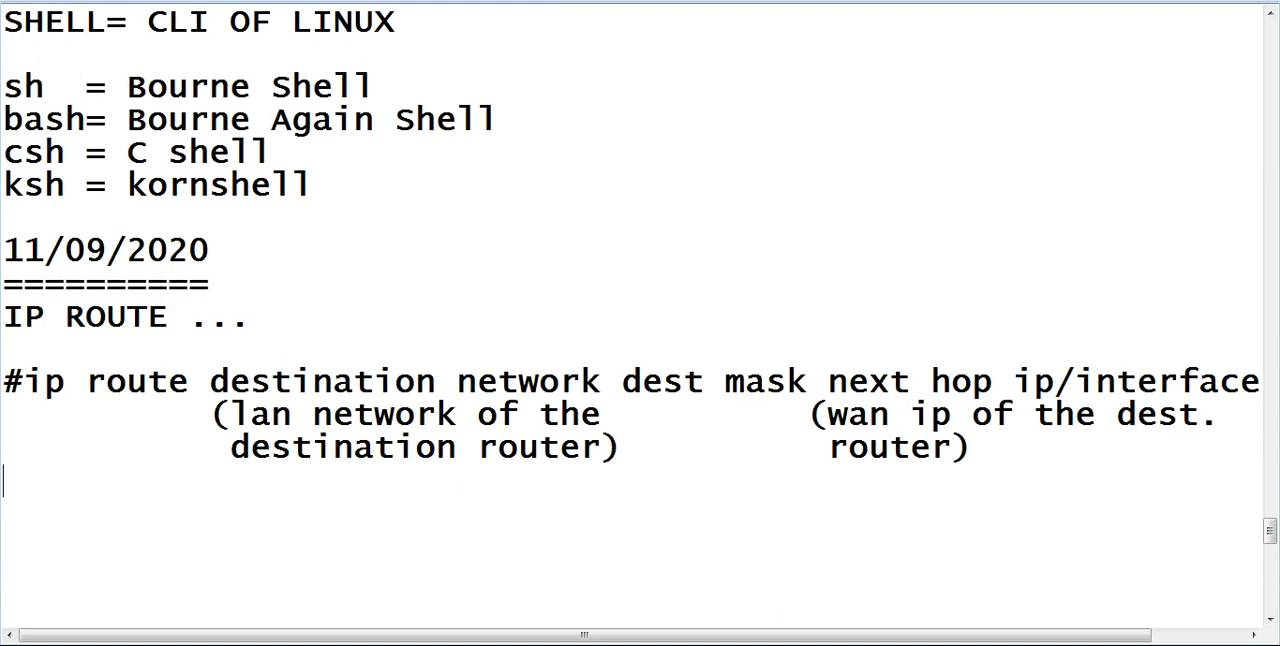 SHELL= CLI OF LINUX
sh  = Bourne Shell
bash= Bourne Again Shell
csh = C shell
ksh = kornshell
11/09/2020
==========
IP ROUTE ...
#ip route destination network dest mask next hop ip/interface
(lan network of the          (wan ip of the dest.
destination router)          router)